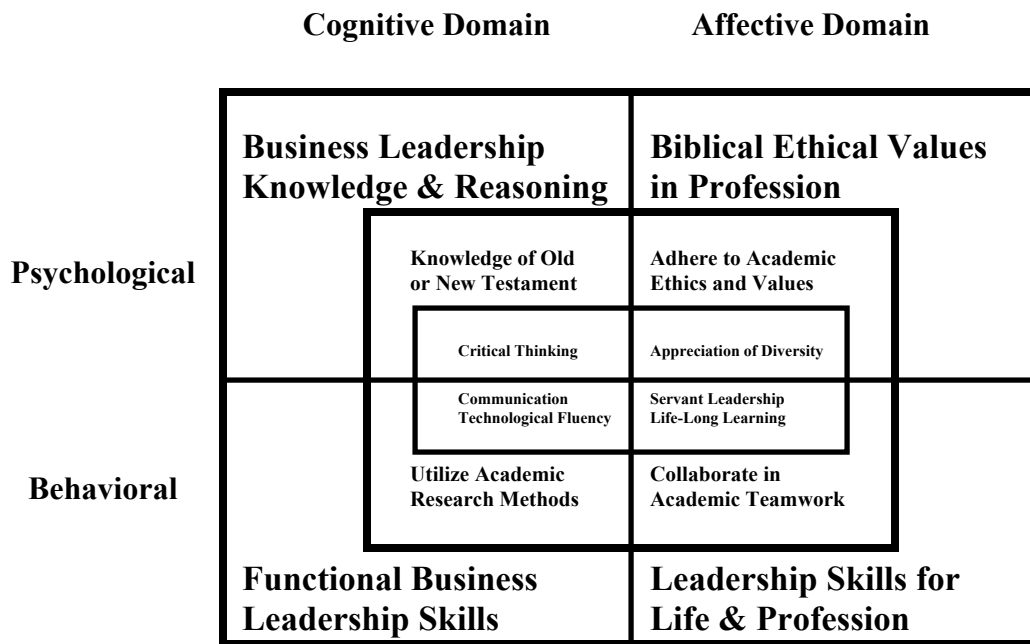 Cognitive Domain
Affective Domain
Business Leadership
Knowledge & Reasoning
Biblical Ethical Values
in Profession
Psychological
Knowledge of Old
or New Testament
Adhere to Academic
Ethics and Values
Critical Thinking
Appreciation of Diversity
Communication
Technological Fluency
Servant Leadership
Life-Long Learning
Behavioral
Utilize Academic
Research Methods
Collaborate in
Academic Teamwork
Functional Business
Leadership Skills
Leadership Skills for
Life & Profession